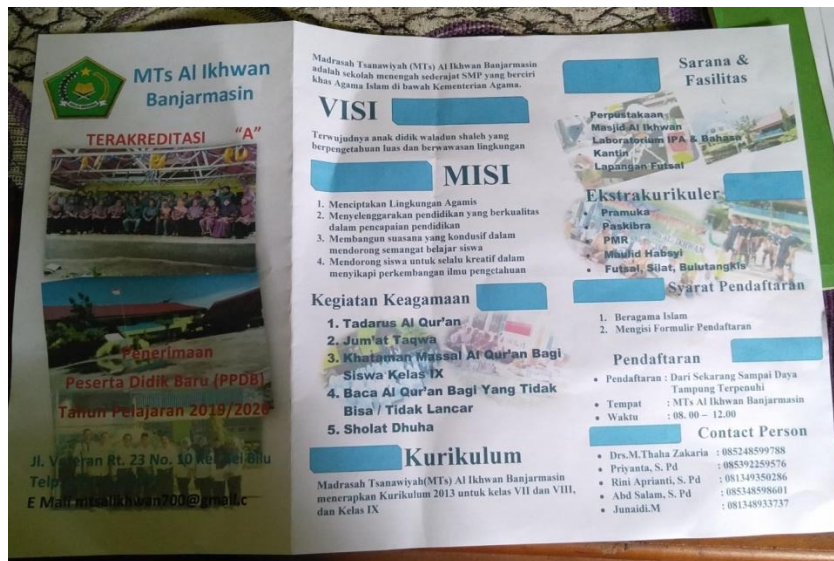 MTs Al Ikhwan
Banjarmasin
TERAKREDITASI "A"
Penerimaan
Peserta Didik Baru (PPDB)
Tahun Pelajaran 2019/2020
Jl. Veteran Rt. 23 No. 10 Kel. Sei Bilu
Telp
E Mail mtsalikhwan700@gmail.c
Madrasah Tsanawiyah (MTs) Al Ikhwan Banjarmasin
adalah sekolah menengah sederajat SMP yang berciri
khas Agama Islam di bawah Kementerian Agama.
VISI
Terwujudnya anak didik waladun shaleh yang
berpengetahuan luas dan berwawasan lingkungan
MISI
1. Menciptakan Lingkungan Agamis
2. Menyelenggarakan pendidikan yang berkualitas
dalam pencapaian pendidikan
3. Membangun suasana yang kondusif dalam
mendorong semangat belajar siswa
4. Mendorong siswa untuk selalu kreatif dalam
menyikapi perkembangan ilmu pengetahuan
Kegiatan Keagamaan
1. Tadarus Al Qur'an
2. Jum'at Taqwa
3. Khataman Massal Al Qur'an Bagi
Siswa Kelas IX
4. Baca Al Qur'an Bagi Yang Tidak
Bisa / Tidak Lancar
5. Sholat Dhuha
Kurikulum
Madrasah Tsanawiyah(MTs) Al Ikhwan Banjarmasin
menerapkan Kurikulum 2013 untuk kelas VII dan VIII,
dan Kelas IX
Sarana &
Fasilitas
Perpustakaan
Masjid Al Ikhwan
Laboratorium IPA & Bahasa
Kantin
Lapangan Futsal
Ekstrakurikuler
• Pramuka
Paskibra
PMR
Maulid Habsyi
• Futsal, Silat, Bulutangkis
Syarat Pendaftaran
1. Beragama Islam
2. Mengisi Formulir Pendaftaran
Pendaftaran
• Pendaftaran : Dari Sekarang Sampai Daya
Tampung Terpenuhi
• Tempat : MTs Al Ikhwan Banjarmasin
• Waktu : 08. 00 – 12.00
Contact Person
• Drs.M.Thaha Zakaria : 085248599788
• Priyanta, S. Pd : 085392259576
• Rini Aprianti, S. Pd : 081349350286
• Abd Salam, S. Pd : 085348598601
• Junaidi.M : 081348933737